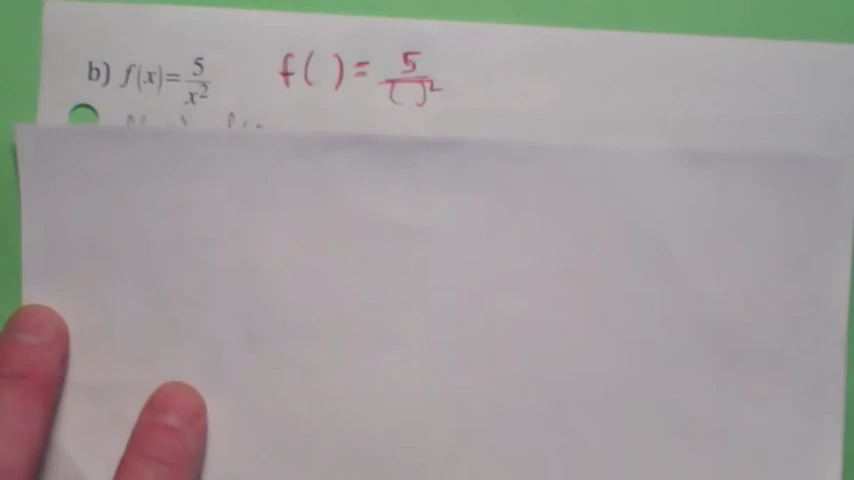 b) f(x)=5/x² f( ) = 5/( )²